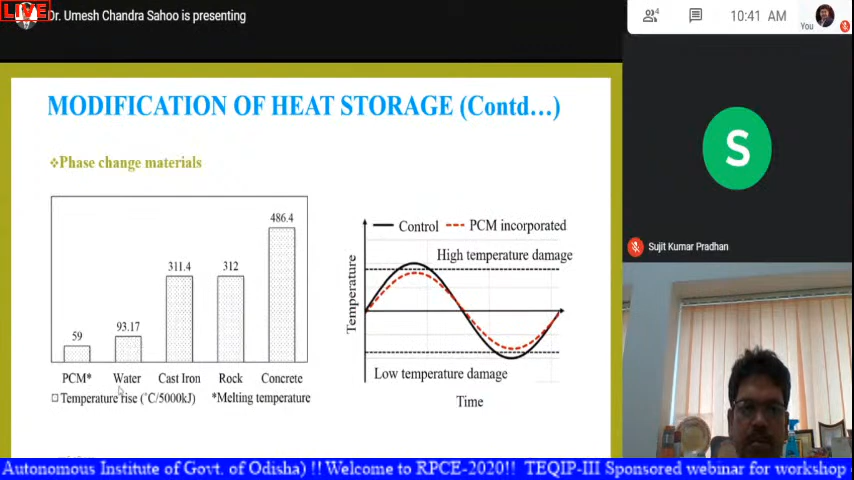 LIVE
Dr. Umesh Chandra Sahoo is presenting
4
10:41 AM
You
MODIFICATION OF HEAT STORAGE (Contd…)
❖Phase change materials
486.4
311.4
312
93.17
59
PCM*
Water
Cast Iron
Rock
Concrete
Temperature rise (˚C/5000kJ)
*Melting temperature
Control
PCM incorporated
High temperature damage
Temperature
Low temperature damage
Time
S
Sujit Kumar Pradhan
Autonomous Institute of Govt. of Odisha) !! Welcome to RPCE-2020!! TEQIP-III Sponsored webinar for workshop